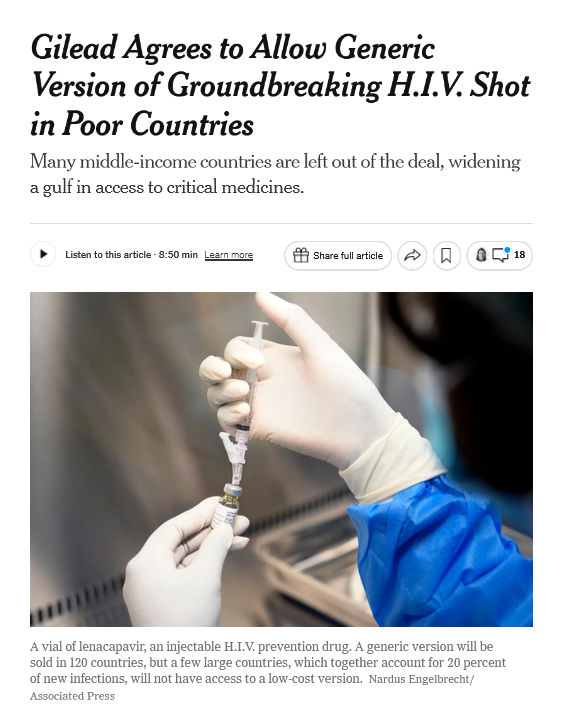 Gilead Agrees to Allow Generic
Version of Groundbreaking H.I.V. Shot
in Poor Countries
Many middle-income countries are left out of the deal, widening
a gulf in access to critical medicines.
Listen to this article · 8:50 min Learn more
Share full article
18
A vial of lenacapavir, an injectable H.I.V. prevention drug. A generic version will be
sold in 120 countries, but a few large countries, which together account for 20 percent
of new infections, will not have access to a low-cost version. Nardus Engelbrecht/
Associated Press